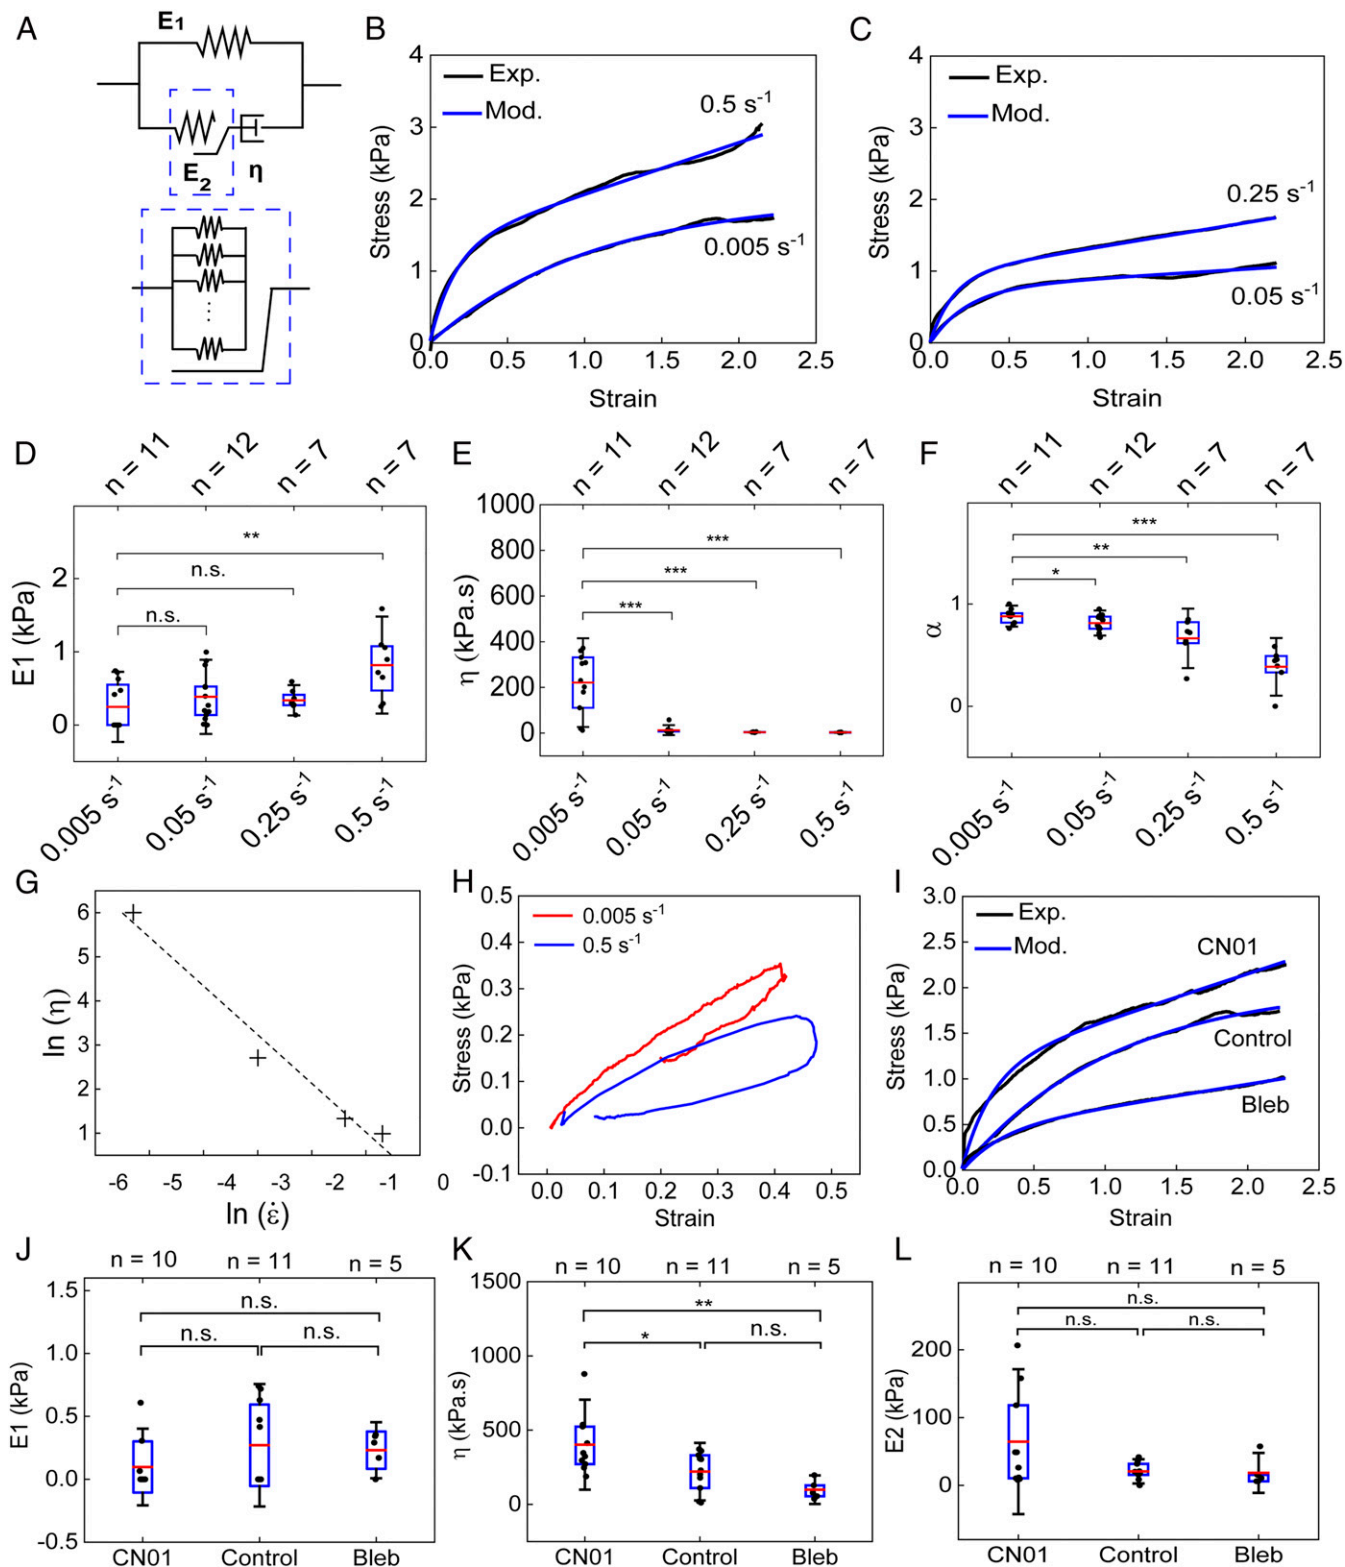 A
E1
E2
η
B
Exp.
Mod.
0.5 s-1
0.005 s-1
Stress (kPa)
4
3
2
1
0
0.0
0.5
1.0
1.5
2.0
2.5
Strain
C
Exp.
Mod.
0.25 s-1
0.05 s-1
Stress (kPa)
4
3
2
1
0
0.0
0.5
1.0
1.5
2.0
2.5
Strain
D
n = 11
n = 12
n = 7
n = 7
**
n.s.
n.s.
E1 (kPa)
2
1
0
0.005 s-1
0.05 s-1
0.25 s-1
0.5 s-1
E
n = 11
n = 12
n = 7
n = 7
***
***
***
η (kPa.s)
1000
800
600
400
200
0
0.005 s-1
0.05 s-1
0.25 s-1
0.5 s-1
F
n = 11
n = 12
n = 7
n = 7
***
**
*
α
1
0
0.005 s-1
0.05 s-1
0.25 s-1
0.5 s-1
G
ln (η)
6
5
4
3
2
1
-6
-5
-4
-3
-2
-1
0
ln (ε̇)
H
0.005 s-1
0.5 s-1
Stress (kPa)
0.5
0.4
0.3
0.2
0.1
0.0
-0.1
0.0
0.1
0.2
0.3
0.4
0.5
Strain
I
Exp.
Mod.
CN01
Control
Bleb
Stress (kPa)
3.0
2.5
2.0
1.5
1.0
0.5
0.0
0.0
0.5
1.0
1.5
2.0
2.5
Strain
J
n = 10
n = 11
n = 5
n.s.
n.s.
n.s.
E1 (kPa)
1.5
1.0
0.5
0.0
-0.5
CN01
Control
Bleb
K
n = 10
n = 11
n = 5
**
*
n.s.
η (kPa.s)
1500
1000
500
0
CN01
Control
Bleb
L
n = 10
n = 11
n = 5
n.s.
n.s.
n.s.
E2 (kPa)
200
100
0
CN01
Control
Bleb